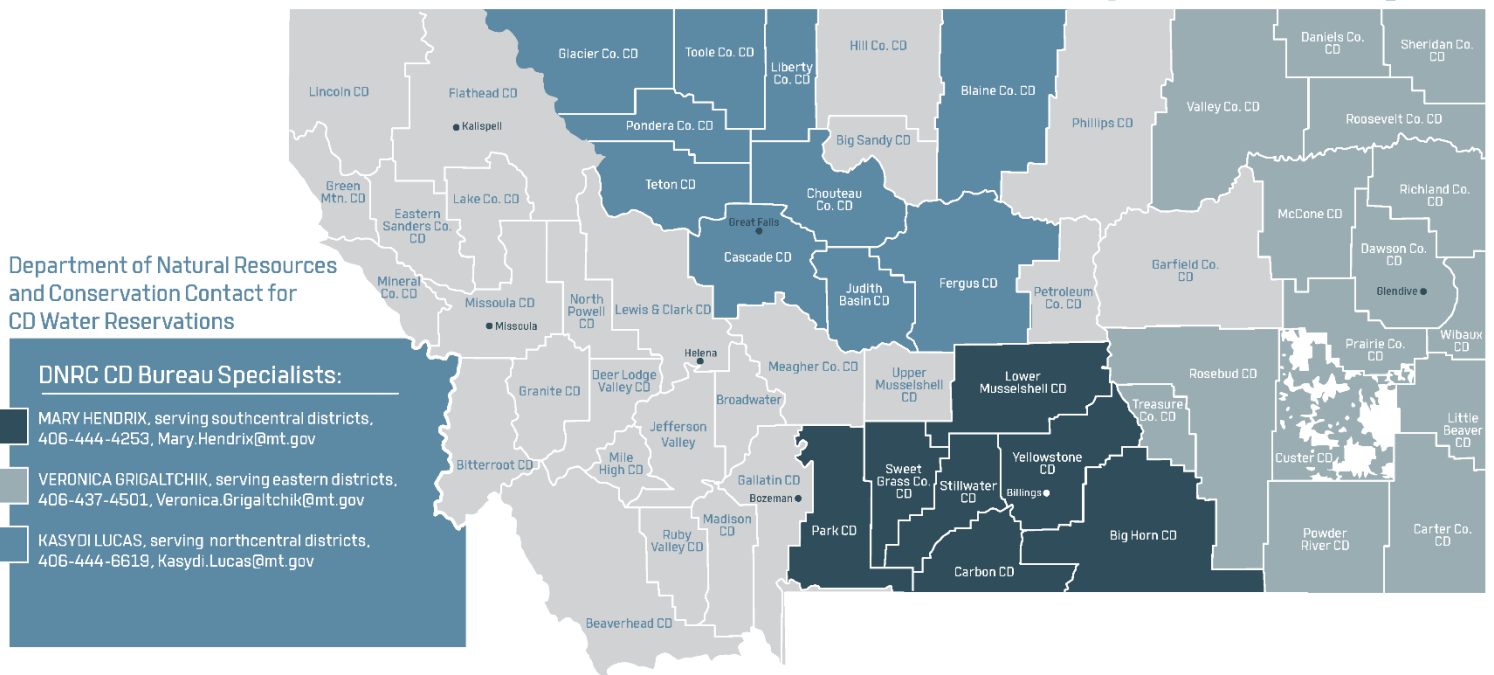 Glacier Co. CD
Toole Co. CD
Liberty
Co. CD
Hill Co. CD
Blaine Co. CD
Phillips CD
Valley Co. CD
Daniels Co.
CD
Sheridan Co.
CD
Roosevelt Co. CD
Lincoln CD
Flathead CD
Kalispell
Pondera Co. CD
Big Sandy CD
Teton CD
Chouteau
Co. CD
Green
Mtn. CD
Lake Co. CD
Eastern
Sanders Co.
CD
Great Falls
Cascade CD
McCone CD
Richland Co.
CD
Dawson Co.
CD
Glendive
Garfield Co.
CD
Mineral
Co. CD
Missoula CD
Missoula
North
Powell
CD
Lewis & Clark CD
Judith
Basin CD
Fergus CD
Petroleum
Co. CD
Wibaux
CD
Prairie Co.
CD
Helena
Granite CD
Deer Lodge
Valley CD
Meagher Co. CD
Upper
Musselshell
CD
Lower
Musselshell CD
Rosebud CD
Treasure
Co. CD
Broadwater
Jefferson
Valley
Little
Beaver
CD
Custer CD
Bitterroot CD
Mile
High CD
Gallatin CD
Bozeman
Sweet
Grass Co.
CD
Stillwater
CD
Yellowstone
CD
Billings
Park CD
Madison
CD
Ruby
Valley CD
Big Horn CD
Powder
River CD
Carter Co.
CD
Carbon CD
Beaverhead CD
Department of Natural Resources
and Conservation Contact for
CD Water Reservations
DNRC CD Bureau Specialists:
MARY HENDRIX, serving southcentral districts,
406-444-4253, Mary.Hendrix@mt.gov
VERONICA GRIGALTCHIK, serving eastern districts,
406-437-4501, Veronica.Grigaltchik@mt.gov
KASYDI LUCAS, serving northcentral districts,
406-444-6619, Kasydi.Lucas@mt.gov